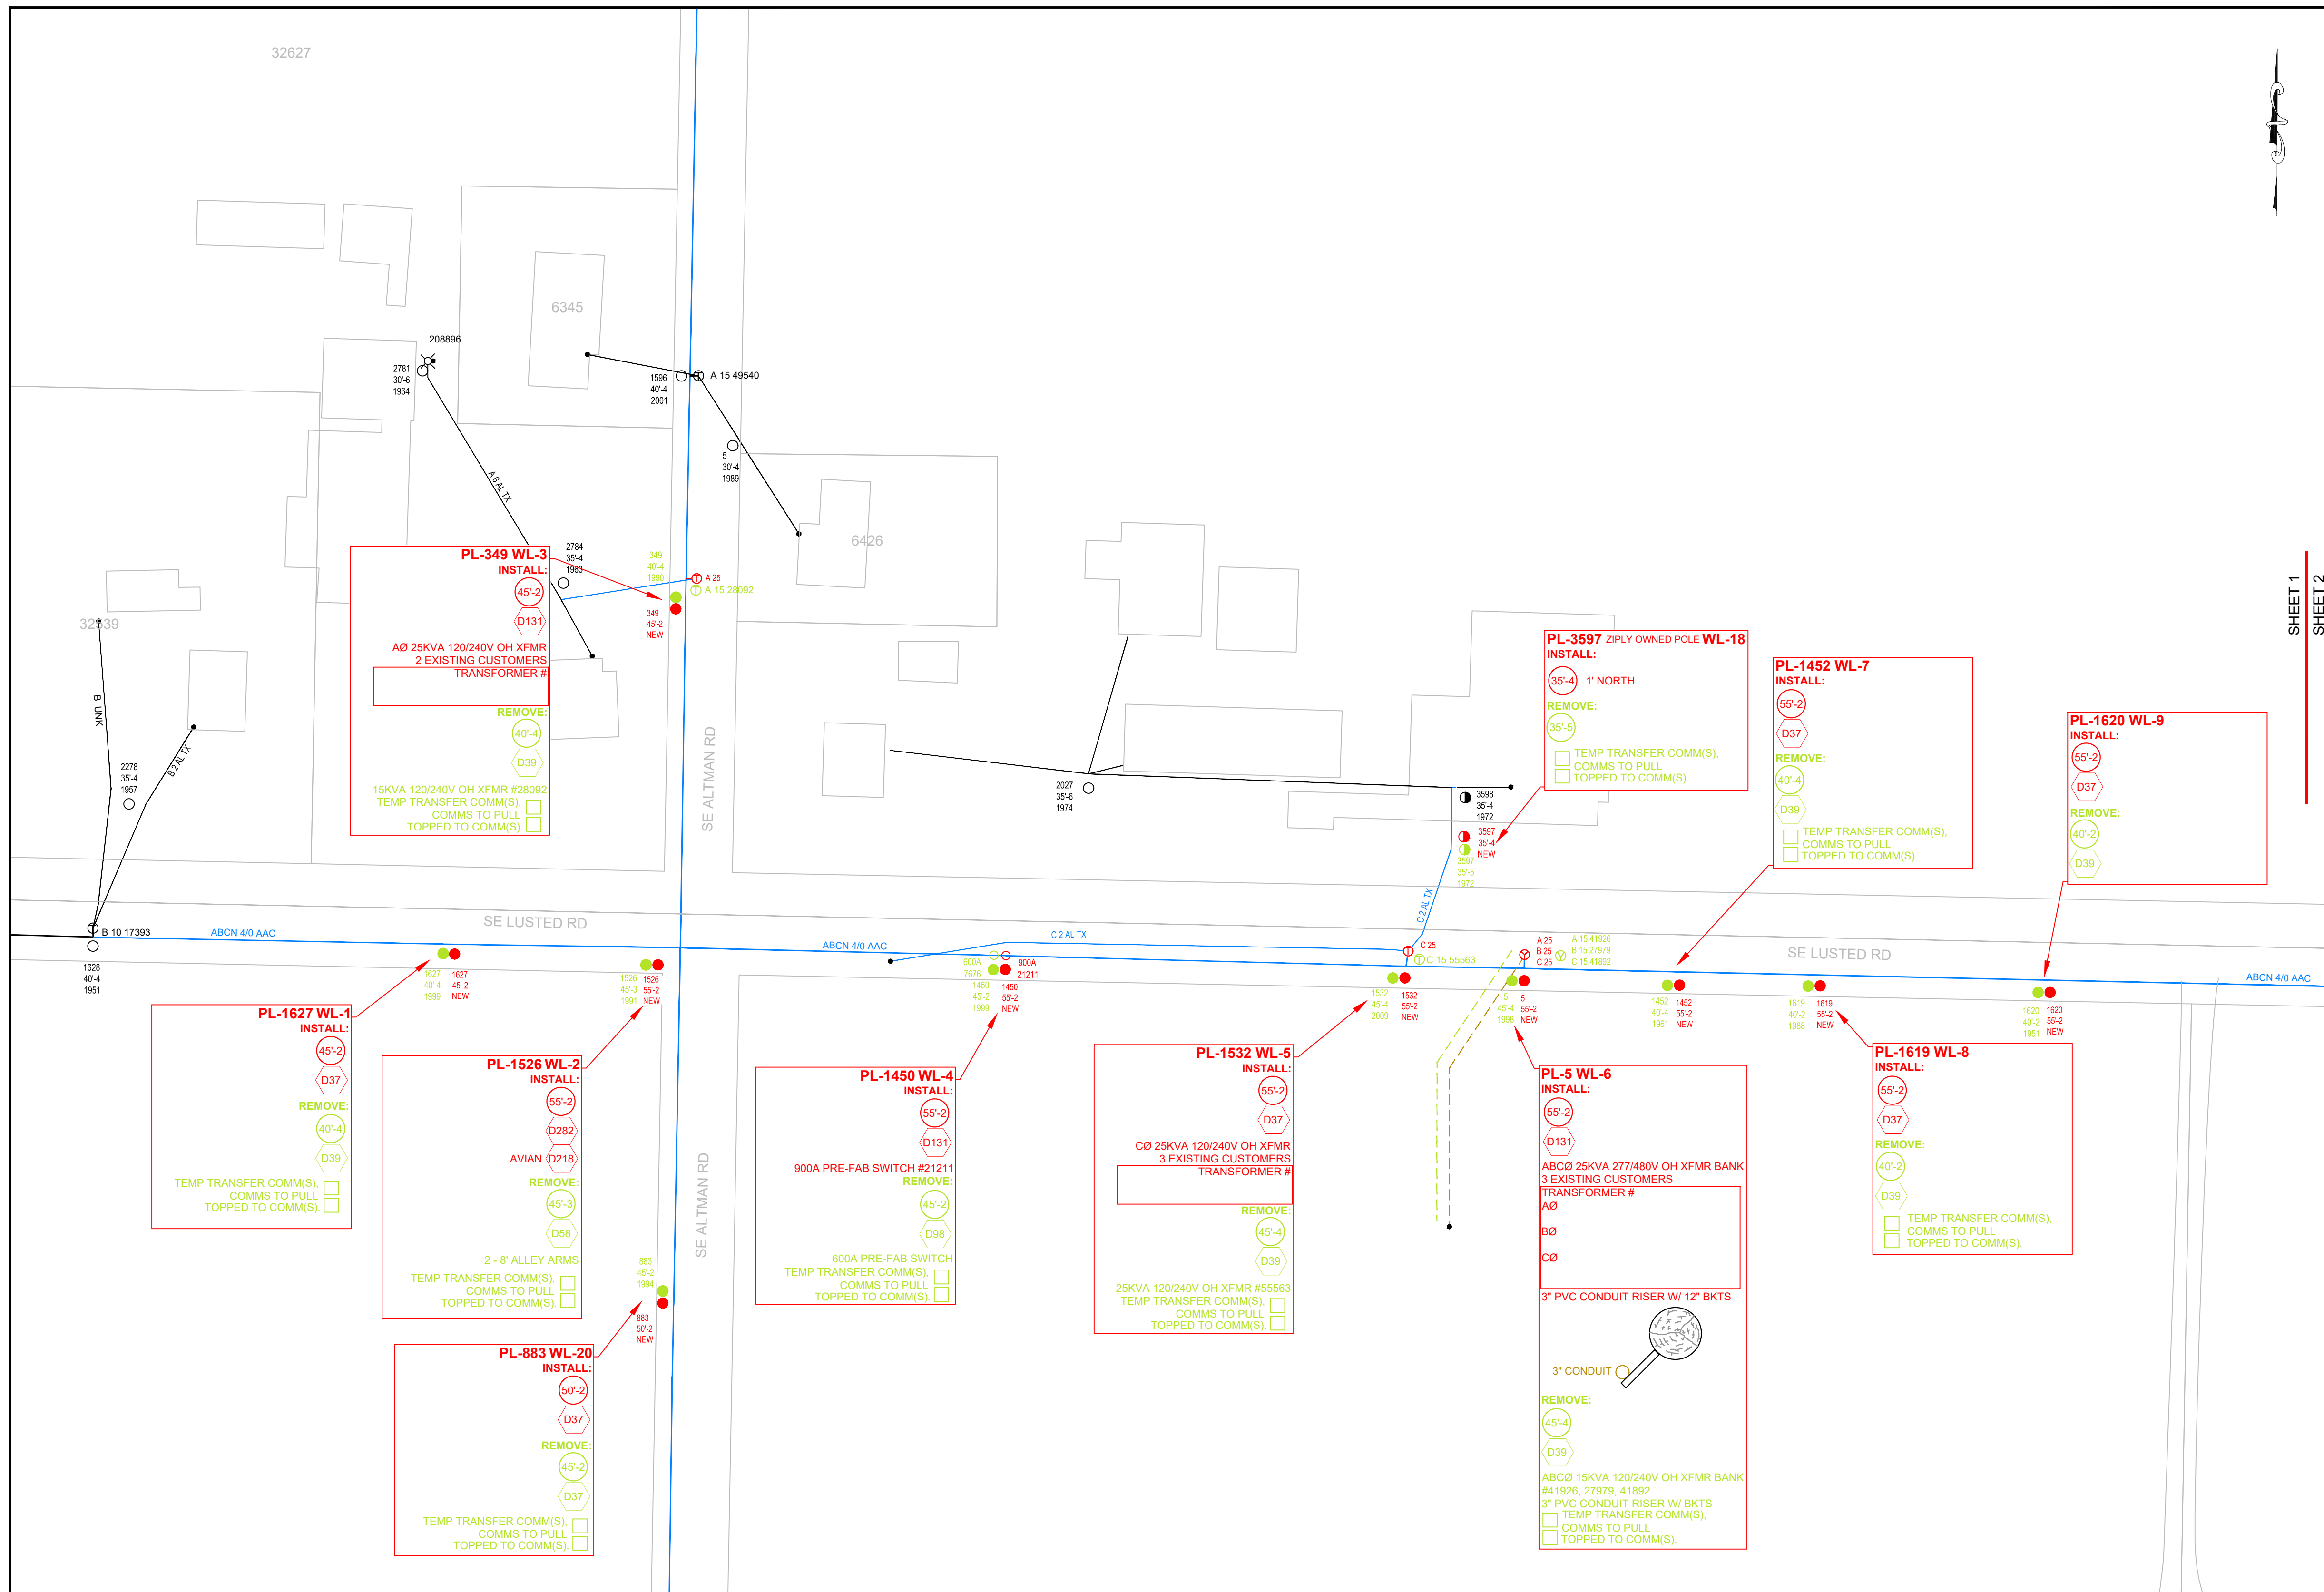 32627
6345
208896
2781
30'-6
1964
1596
40'-4
2001
A 15 49540
5
30'-4
1989
6426
A 6 AL TX
2784
35'-4
1963
349
40'-4
1990
A 25
A 15 28092
349
45'-2
NEW
PL-349 WL-3
INSTALL:
45'-2
D131
AØ 25KVA 120/240V OH XFMR
2 EXISTING CUSTOMERS
TRANSFORMER #
REMOVE:
40'-4
D39
15KVA 120/240V OH XFMR #28092
TEMP TRANSFER COMM(S),
COMMS TO PULL
TOPPED TO COMM(S).
32539
B UNK
B 2 AL TX
2278
35'-4
1957
SE ALTMAN RD
2027
35'-6
1974
PL-3597 ZIPLY OWNED POLE WL-18
INSTALL:
35'-4 1' NORTH
REMOVE:
35'-5
TEMP TRANSFER COMM(S),
COMMS TO PULL
TOPPED TO COMM(S).
3598
35'-4
1972
3597
35'-4
NEW
3597
35'-5
1972
PL-1452 WL-7
INSTALL:
55'-2
D37
REMOVE:
40'-4
D39
TEMP TRANSFER COMM(S),
COMMS TO PULL
TOPPED TO COMM(S).
PL-1620 WL-9
INSTALL:
55'-2
D37
REMOVE:
40'-2
D39
SHEET 1
SHEET 2
B 10 17393
1628
40'-4
1951
ABCN 4/0 AAC
SE LUSTED RD
ABCN 4/0 AAC
C 2 AL TX
C 2 AL TX
SE LUSTED RD
ABCN 4/0 AAC
1627
40'-4
1999
1627
45'-2
NEW
1526
45'-3
1991
1526
55'-2
NEW
600A
7676
900A
21211
1450
45'-2
1999
1450
55'-2
NEW
C 25
C 15 55563
1532
45'-4
2009
1532
55'-2
NEW
A 25
B 25
C 25
A 15 41926
B 15 27979
C 15 41892
5
45'-4
1998
5
55'-2
NEW
1452
40'-4
1961
1452
55'-2
NEW
1619
40'-2
1986
1619
55'-2
NEW
1620
40'-2
1951
1620
55'-2
NEW
PL-1627 WL-1
INSTALL:
45'-2
D37
REMOVE:
40'-4
D39
TEMP TRANSFER COMM(S),
COMMS TO PULL
TOPPED TO COMM(S).
PL-1526 WL-2
INSTALL:
55'-2
D282
AVIAN D218
REMOVE:
45'-3
D58
2 - 8' ALLEY ARMS
TEMP TRANSFER COMM(S),
COMMS TO PULL
TOPPED TO COMM(S).
SE ALTMAN RD
883
45'-2
1994
883
50'-2
NEW
PL-883 WL-20
INSTALL:
50'-2
D37
REMOVE:
45'-2
D37
TEMP TRANSFER COMM(S),
COMMS TO PULL
TOPPED TO COMM(S).
PL-1450 WL-4
INSTALL:
55'-2
D131
900A PRE-FAB SWITCH #21211
REMOVE:
45'-2
D98
600A PRE-FAB SWITCH
TEMP TRANSFER COMM(S),
COMMS TO PULL
TOPPED TO COMM(S).
PL-1532 WL-5
INSTALL:
55'-2
D37
CØ 25KVA 120/240V OH XFMR
3 EXISTING CUSTOMERS
TRANSFORMER #
REMOVE:
45'-4
D39
25KVA 120/240V OH XFMR #55563
TEMP TRANSFER COMM(S),
COMMS TO PULL
TOPPED TO COMM(S).
PL-5 WL-6
INSTALL:
55'-2
D131
ABCØ 25KVA 277/480V OH XFMR BANK
3 EXISTING CUSTOMERS
TRANSFORMER #
AØ
BØ
CØ
3" PVC CONDUIT RISER W/ 12" BKTS
3" CONDUIT
REMOVE:
45'-4
D39
ABCØ 15KVA 120/240V OH XFMR BANK
#41926, 27979, 41892
3" PVC CONDUIT RISER W/ BKTS
TEMP TRANSFER COMM(S),
COMMS TO PULL
TOPPED TO COMM(S).
PL-1619 WL-8
INSTALL:
55'-2
D37
REMOVE:
40'-2
D39
TEMP TRANSFER COMM(S),
COMMS TO PULL
TOPPED TO COMM(S).